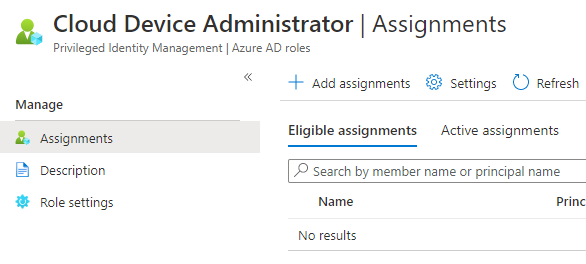 Cloud Device Administrator | Assignments
Privileged Identity Management | Azure AD roles
«
Manage
Assignments
Description
Role settings
Add assignments Settings Refresh
Eligible assignments Active assignments
Search by member name or principal name
Name Princ
No results